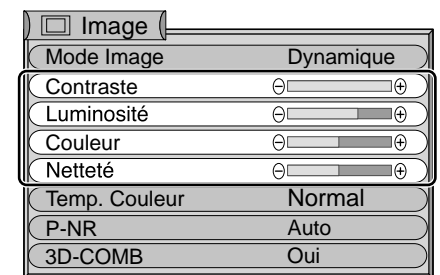 Image
Mode Image Dynamique
Contraste
Luminosité
Couleur
Netteté
Temp. Couleur Normal
P-NR Auto
3D-COMB Oui